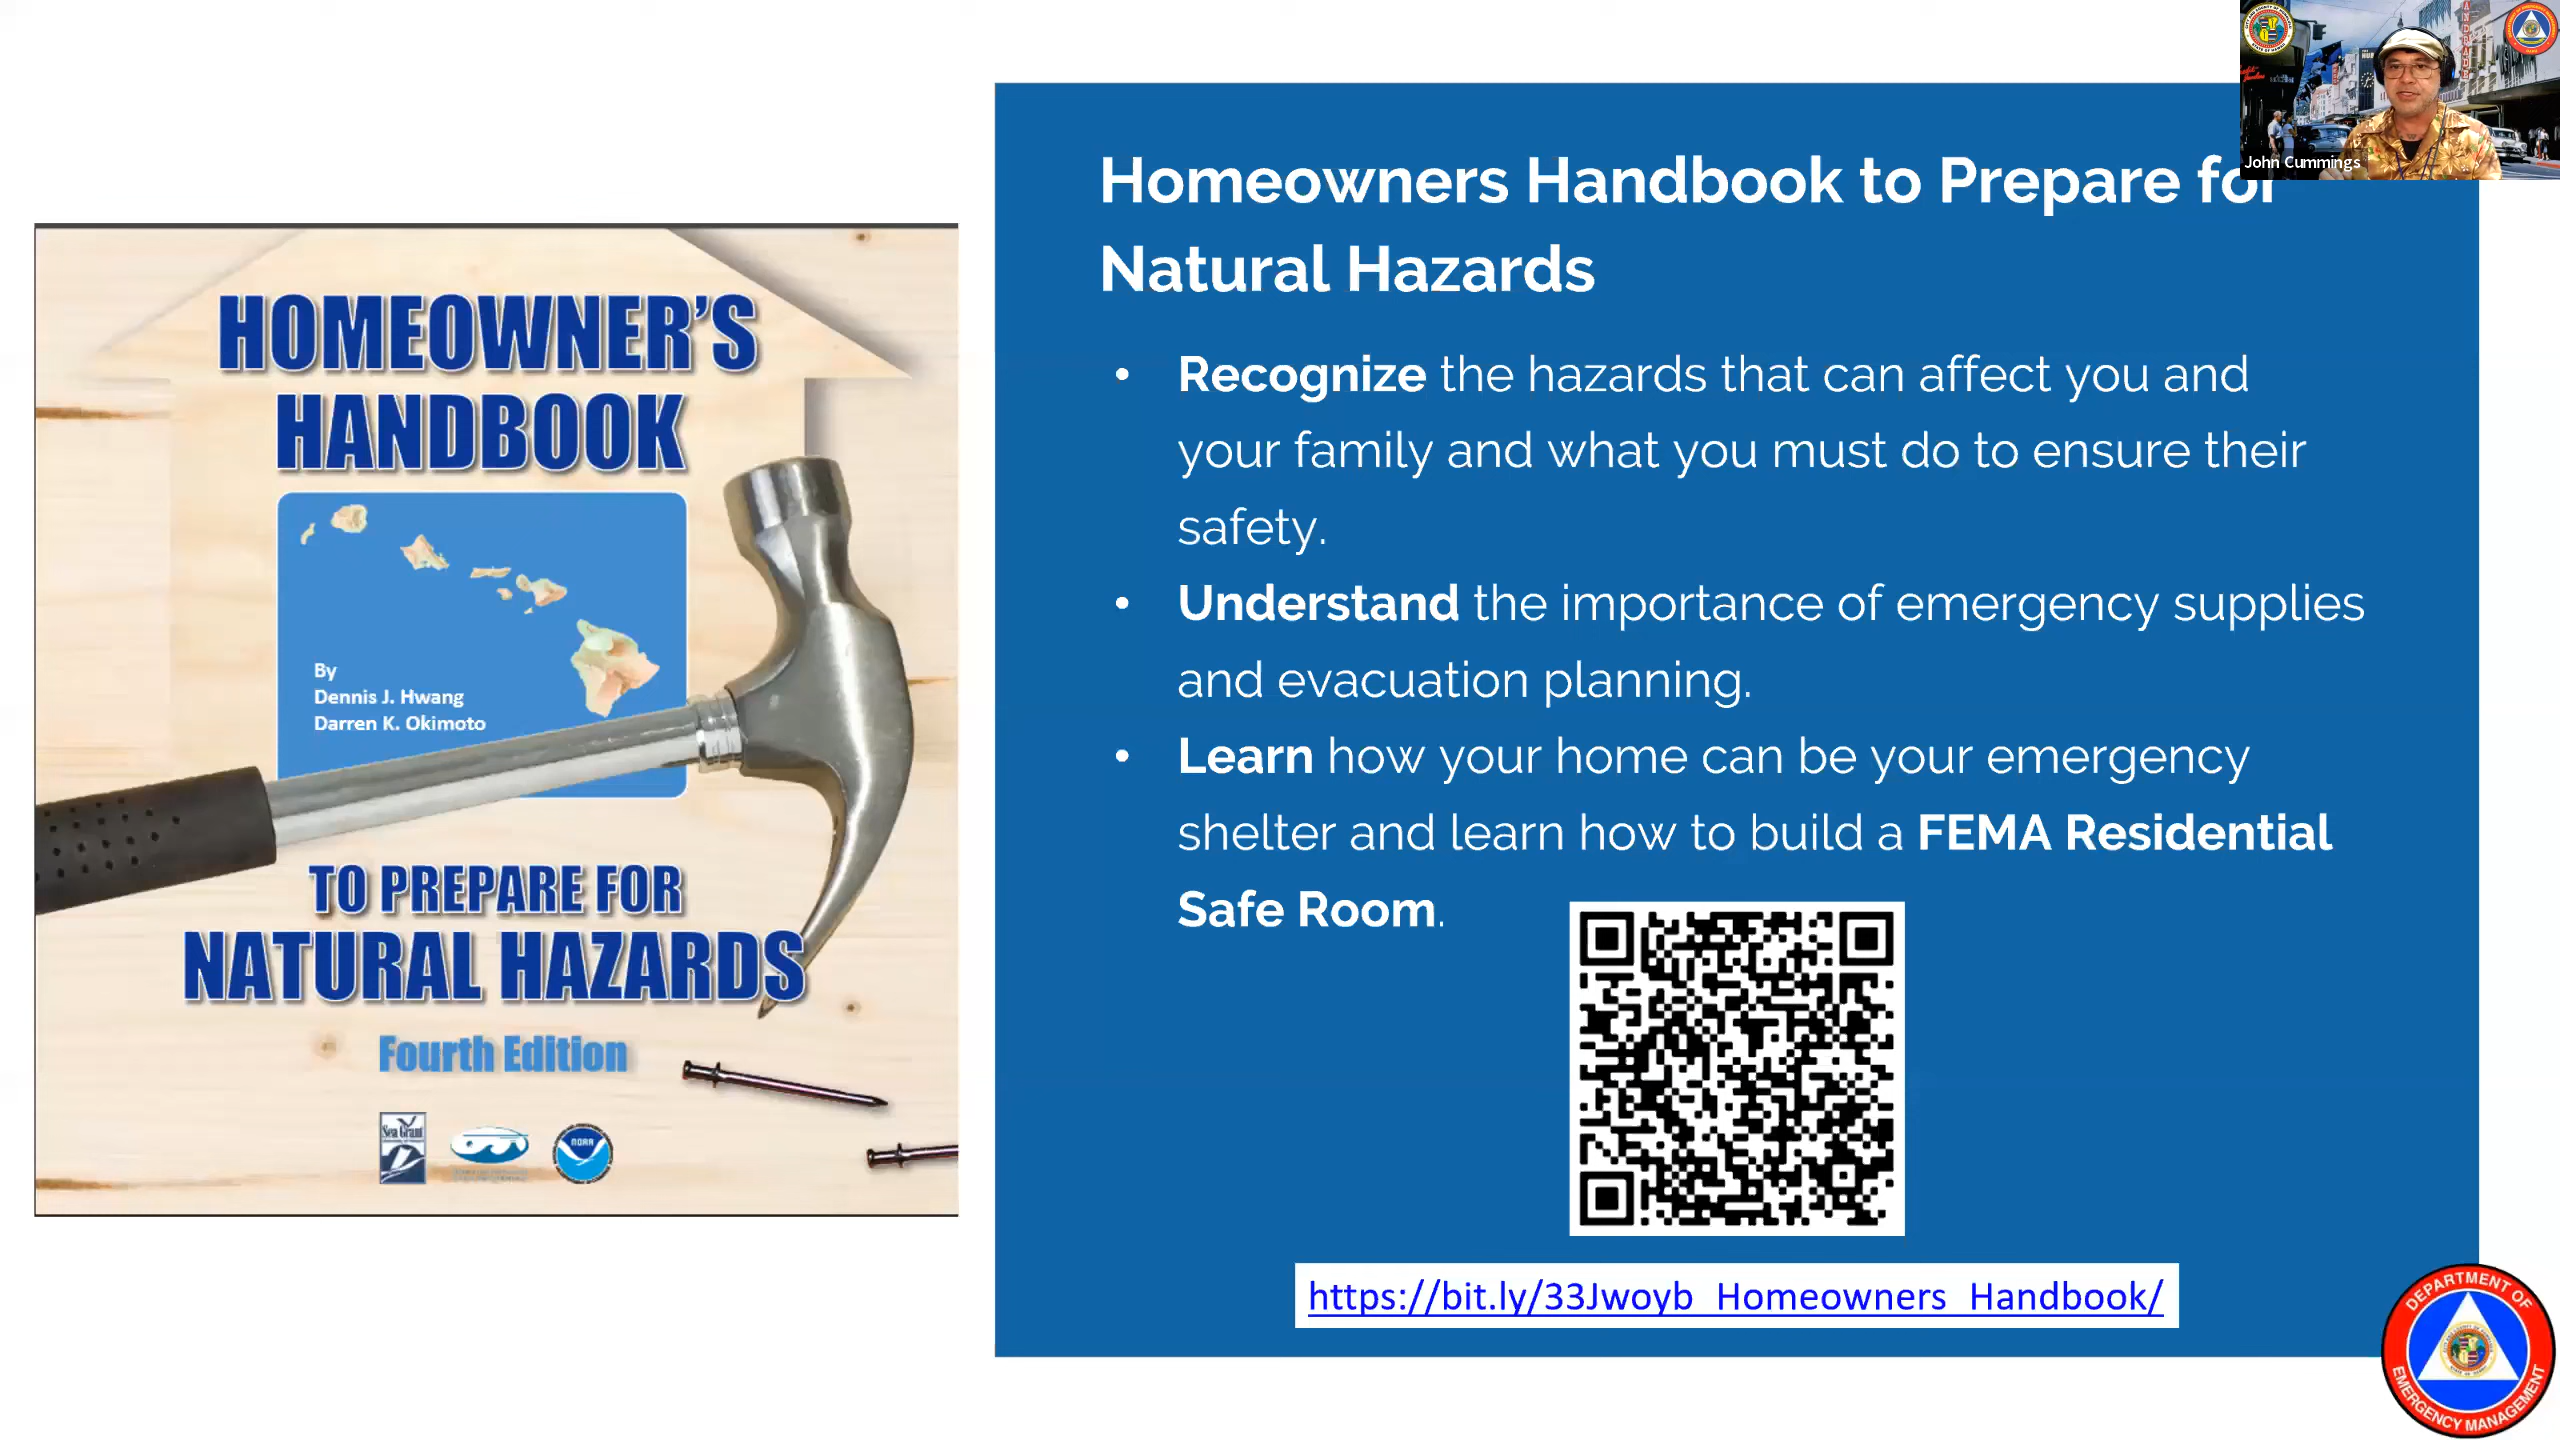 HOMEOWNER'S
HANDBOOK
By
Dennis J. Hwang
Darren K. Okimoto
TO PREPARE FOR
NATURAL HAZARDS
Fourth Edition
Sea Grant
NOAA
Homeowners Handbook to Prepare for
Natural Hazards
• Recognize the hazards that can affect you and
your family and what you must do to ensure their
safety.
• Understand the importance of emergency supplies
and evacuation planning.
• Learn how your home can be your emergency
shelter and learn how to build a FEMA Residential
Safe Room.
https://bit.ly/33Jwoyb_Homeowners_Handbook/
John Cummings
DEPARTMENT OF
EMERGENCY MANAGEMENT